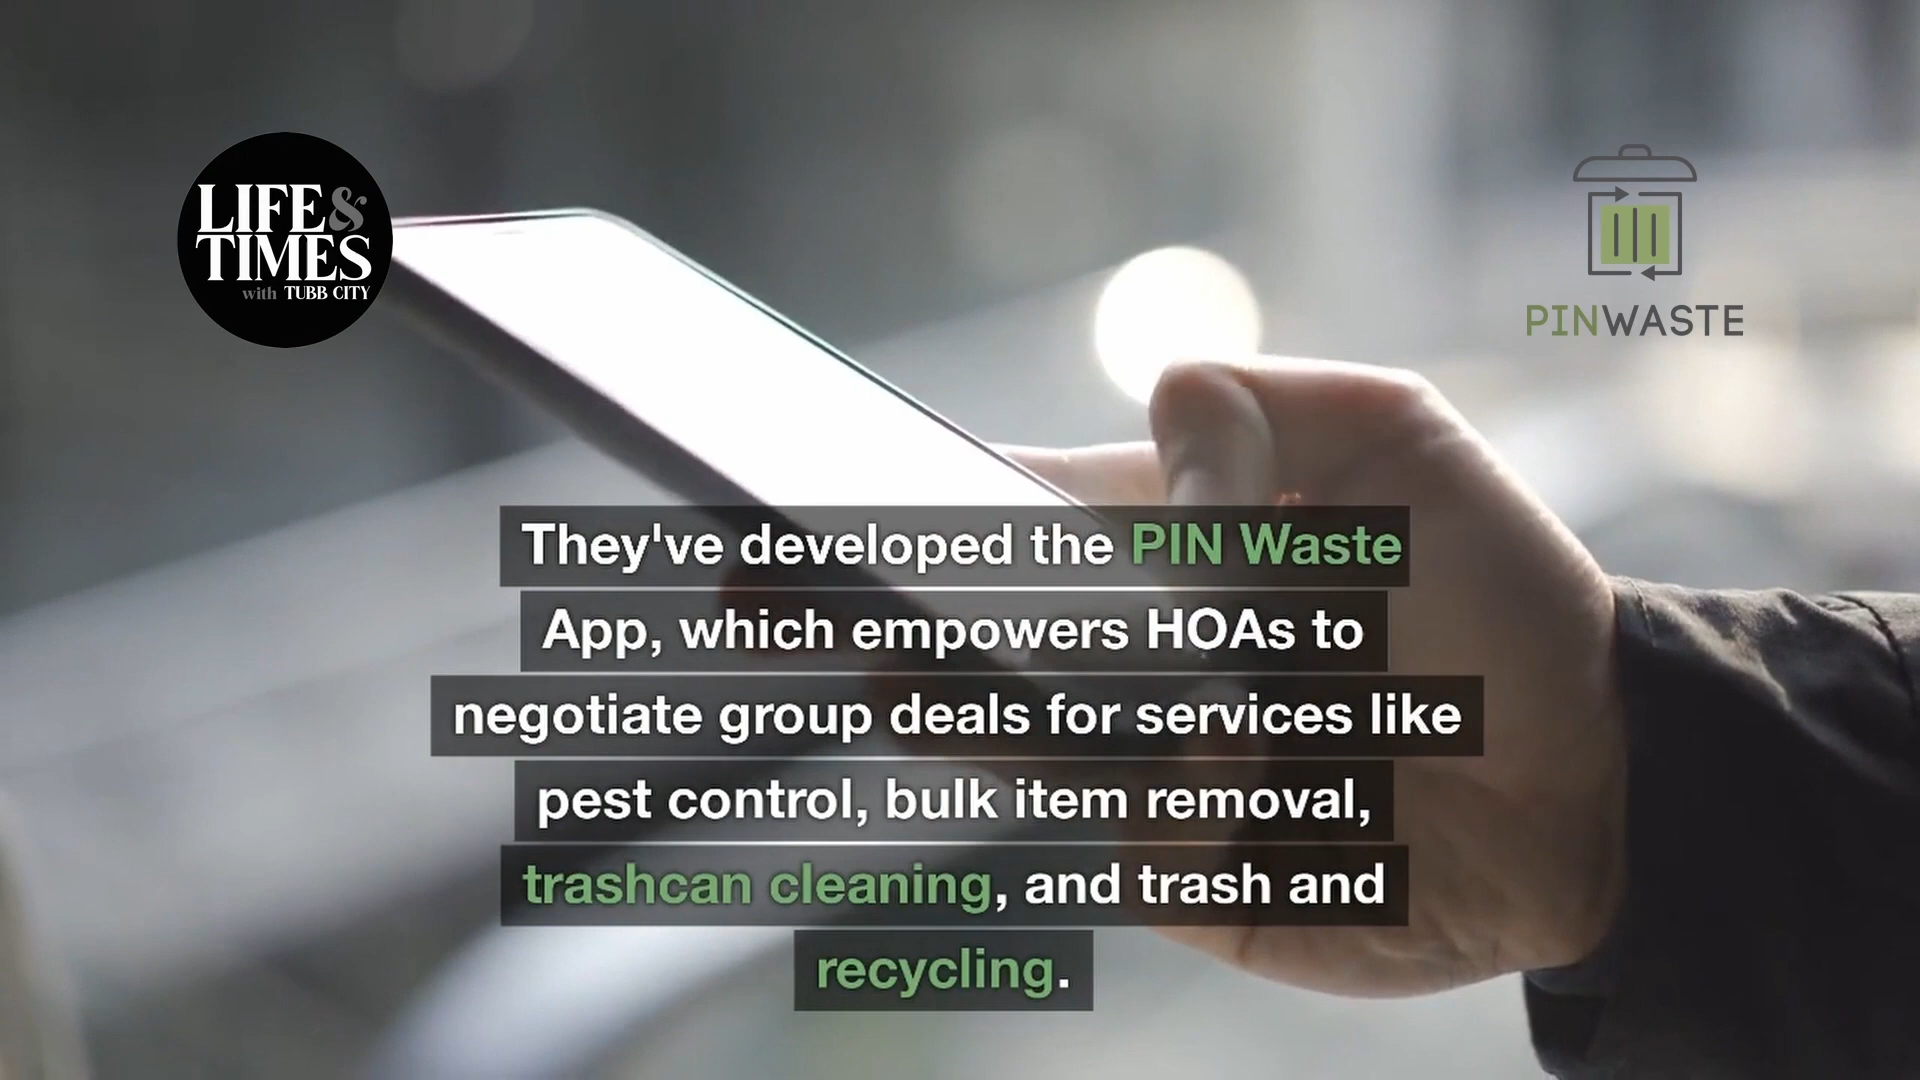 LIFE &
TIMES
with TUBB CITY
PINWASTE
They've developed the PIN Waste
App, which empowers HOAs to
negotiate group deals for services like
pest control, bulk item removal,
trashcan cleaning, and trash and
recycling.